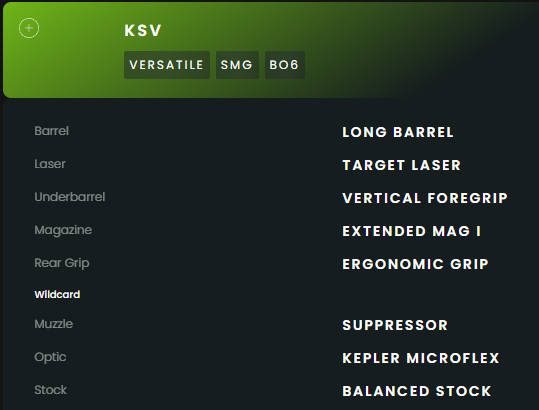 KSV
VERSATILE SMG BO6
Barrel LONG BARREL
Laser TARGET LASER
Underbarrel VERTICAL FOREGRIP
Magazine EXTENDED MAG I
Rear Grip ERGONOMIC GRIP
Wildcard
Muzzle SUPPRESSOR
Optic KEPLER MICROFLEX
Stock BALANCED STOCK